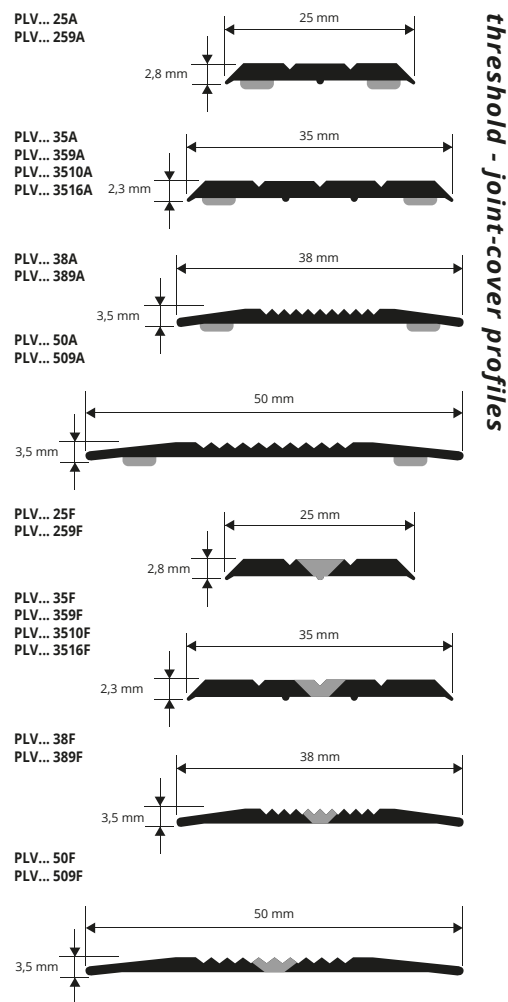 threshold - joint-cover profiles
PLV... 25A
PLV... 259A
25 mm
2,8 mm
PLV... 35A
PLV... 359A
PLV... 3510A
PLV... 3516A
35 mm
2,3 mm
PLV... 38A
PLV... 389A
38 mm
3,5 mm
PLV... 50A
PLV... 509A
50 mm
3,5 mm
PLV... 25F
PLV... 259F
25 mm
2,8 mm
PLV... 35F
PLV... 359F
PLV... 3510F
PLV... 3516F
35 mm
2,3 mm
PLV... 38F
PLV... 389F
38 mm
3,5 mm
PLV... 50F
PLV... 509F
50 mm
3,5 mm